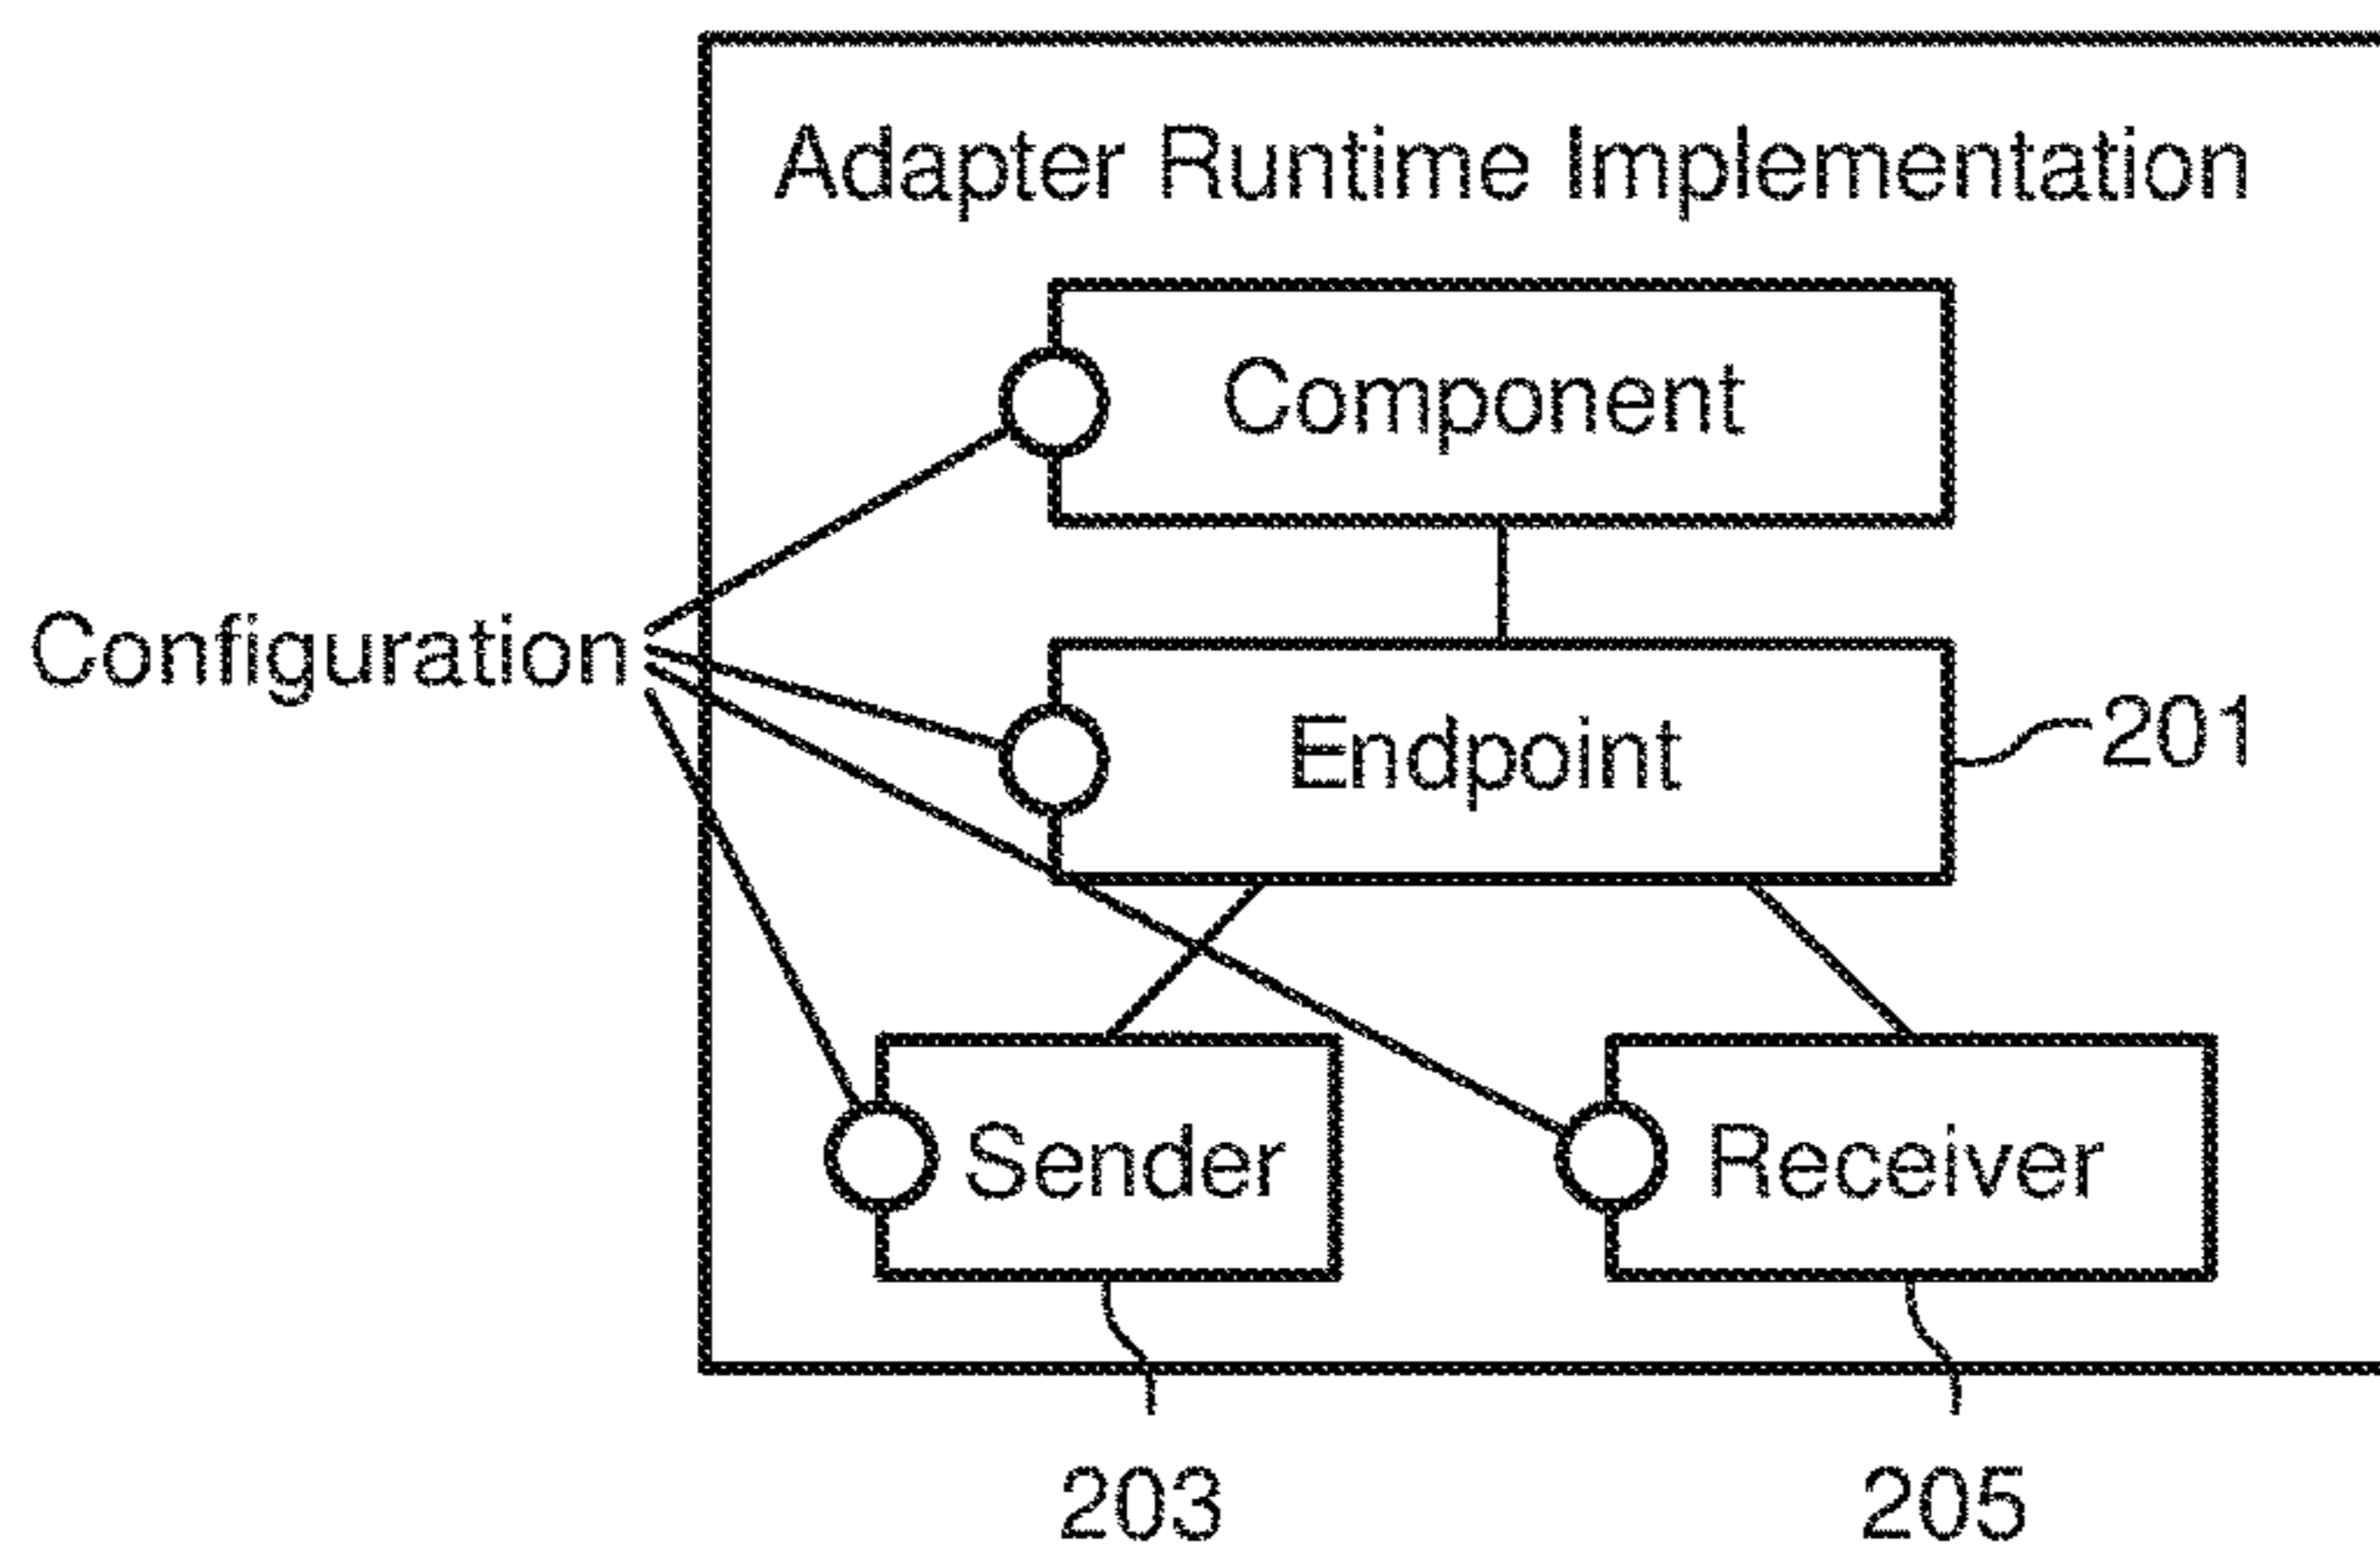 Adapter Runtime Implementation
Component
Configuration
Endpoint
201
Sender
Receiver
203
205